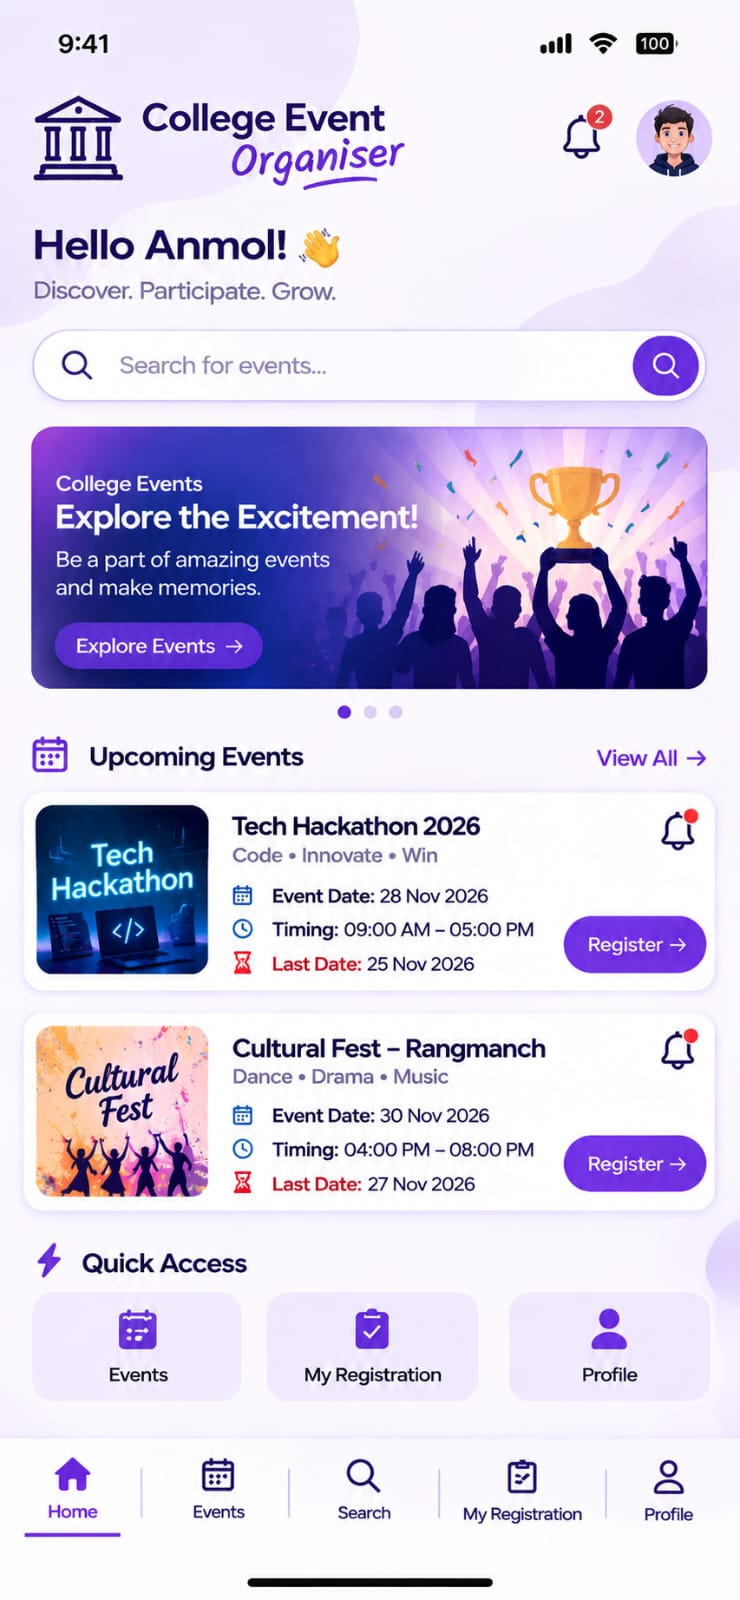 9:41
100
College Event
Organiser
2
Hello Anmol! 👋
Discover. Participate. Grow.
Search for events...
College Events
Explore the Excitement!
Be a part of amazing events
and make memories.
Explore Events →
Upcoming Events
View All →
Tech
Hackathon
</>
Tech Hackathon 2026
Code • Innovate • Win
Event Date: 28 Nov 2026
Timing: 09:00 AM – 05:00 PM
Last Date: 25 Nov 2026
Register →
Cultural
Fest
Cultural Fest – Rangmanch
Dance • Drama • Music
Event Date: 30 Nov 2026
Timing: 04:00 PM – 08:00 PM
Last Date: 27 Nov 2026
Register →
Quick Access
Events
My Registration
Profile
Home
Events
Search
My Registration
Profile